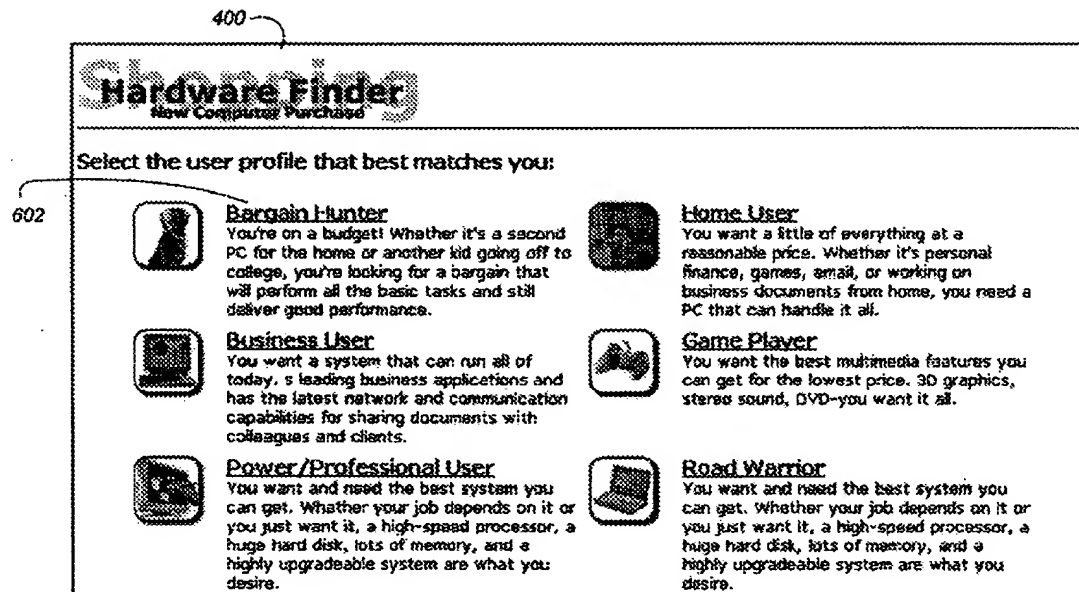 400
Shopping
Hardware Finder
New Computer Purchase
Select the user profile that best matches you:
602
Bargain Hunter
You're on a budget! Whether it's a second
PC for the home or another kid going off to
college, you're looking for a bargain that
will perform all the basic tasks and still
deliver good performance.
Home User
You want a little of everything at a
reasonable price. Whether it's personal
finance, games, email, or working on
business documents from home, you need a
PC that can handle it all.
Business User
You want a system that can run all of
today. s leading business applications and
has the latest network and communication
capabilities for sharing documents with
colleagues and clients.
Game Player
You want the best multimedia features you
can get for the lowest price. 3D graphics,
stereo sound, DVD-you want it all.
Power/Professional User
You want and need the best system you
can get. Whether your job depends on it or
you just want it, a high-speed processor, a
huge hard disk, lots of memory, and a
highly upgradeable system are what you
desire.
Road Warrior
You want and need the best system you
can get. Whether your job depends on it or
you just want it, a high-speed processor, a
huge hard disk, lots of memory, and a
highly upgradeable system are what you
desire.